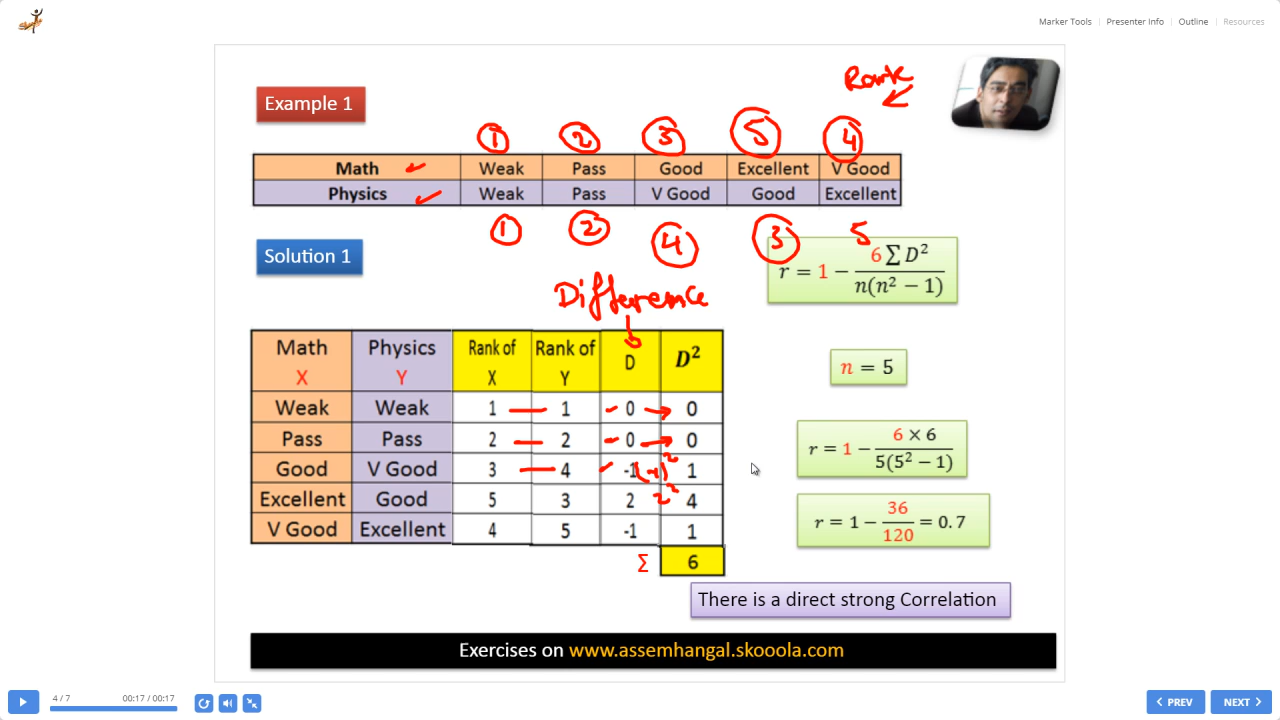 Skooola
Marker Tools | Presenter Info | Outline | Resources
Rank
Example 1
① ② ③ ⑤ ④
Math Weak Pass Good Excellent V Good
Physics Weak Pass V Good Good Excellent
① ② ④ ③ 5
Solution 1
r = 1 − 6∑D² / n(n² − 1)
Difference
Math X Physics Y Rank of X Rank of Y D D²
n = 5
Weak Weak 1 1 0 0
Pass Pass 2 2 0 0
Good V Good 3 4 -1 (-1)² 1
r = 1 − 6 × 6 / 5(5² − 1)
Excellent Good 5 3 2 2² 4
V Good Excellent 4 5 -1 1
r = 1 − 36 / 120 = 0.7
Σ 6
There is a direct strong Correlation
Exercises on www.assemhangal.skooola.com
4 / 7 00:17 / 00:17 PREV NEXT